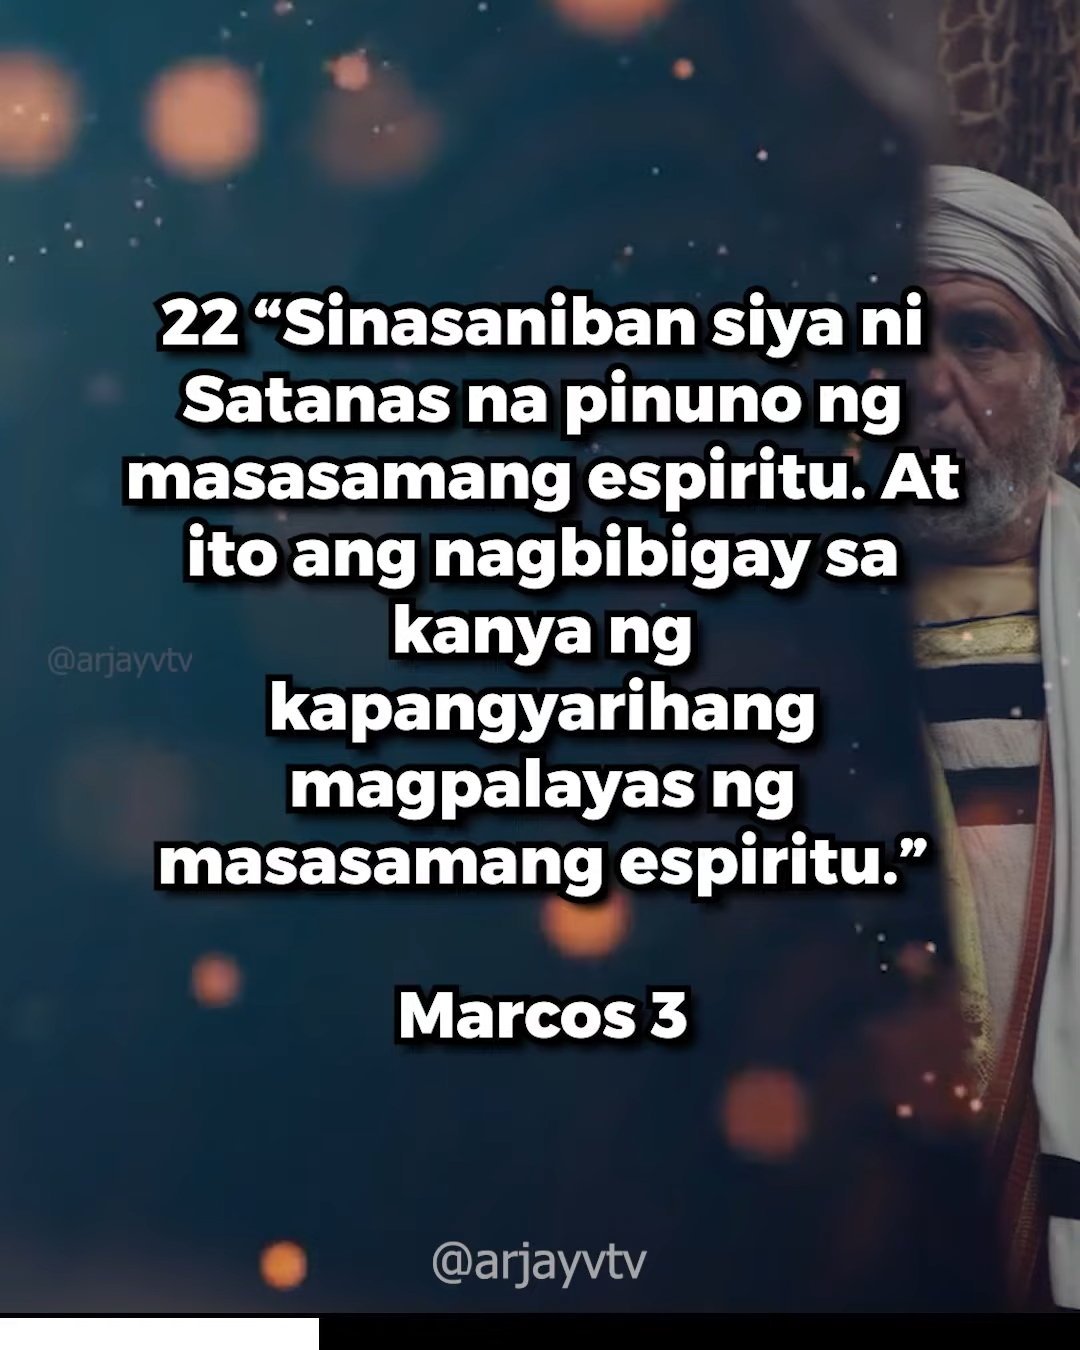 22 “Sinasaniban siya ni
Satanas na pinuno ng
masasamang espiritu. At
ito ang nagbibigay sa
kanya ng
@arjayvtv
kapangyarihang
magpalayas ng
masasamang espiritu.”
Marcos 3
@arjayvtv